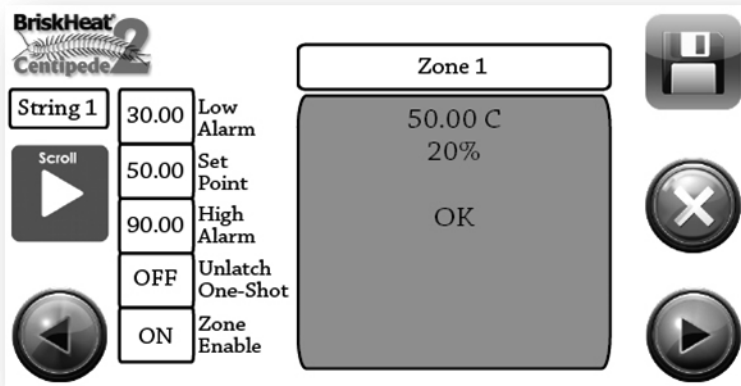 BriskHeat
Centipede 2
String 1
Scroll
30.00 Low Alarm
50.00 Set Point
90.00 High Alarm
OFF Unlatch One-Shot
ON Zone Enable
Zone 1
50.00 C
20%
OK